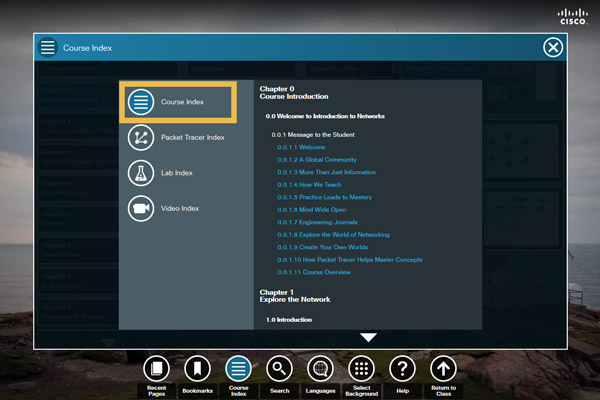 CISCO.
Course Index
Course Index
Packet Tracer Index
Lab Index
Video Index
Chapter 0
Course Introduction
0.0 Welcome to Introduction to Networks
0.0.1 Message to the Student
0.0.1.1 Welcome
0.0.1.2 A Global Community
0.0.1.3 More Than Just Information
0.0.1.4 How We Teach
0.0.1.5 Practice Leads to Mastery
0.0.1.6 Mind Wide Open
0.0.1.7 Engineering Journals
0.0.1.8 Explore the World of Networking
0.0.1.9 Create Your Own Worlds
0.0.1.10 How Packet Tracer Helps Master Concepts
0.0.1.11 Course Overview
Chapter 1
Explore the Network
1.0 Introduction
Recent Pages
Bookmarks
Course Index
Search
Languages
Select Background
Help
Return to Class